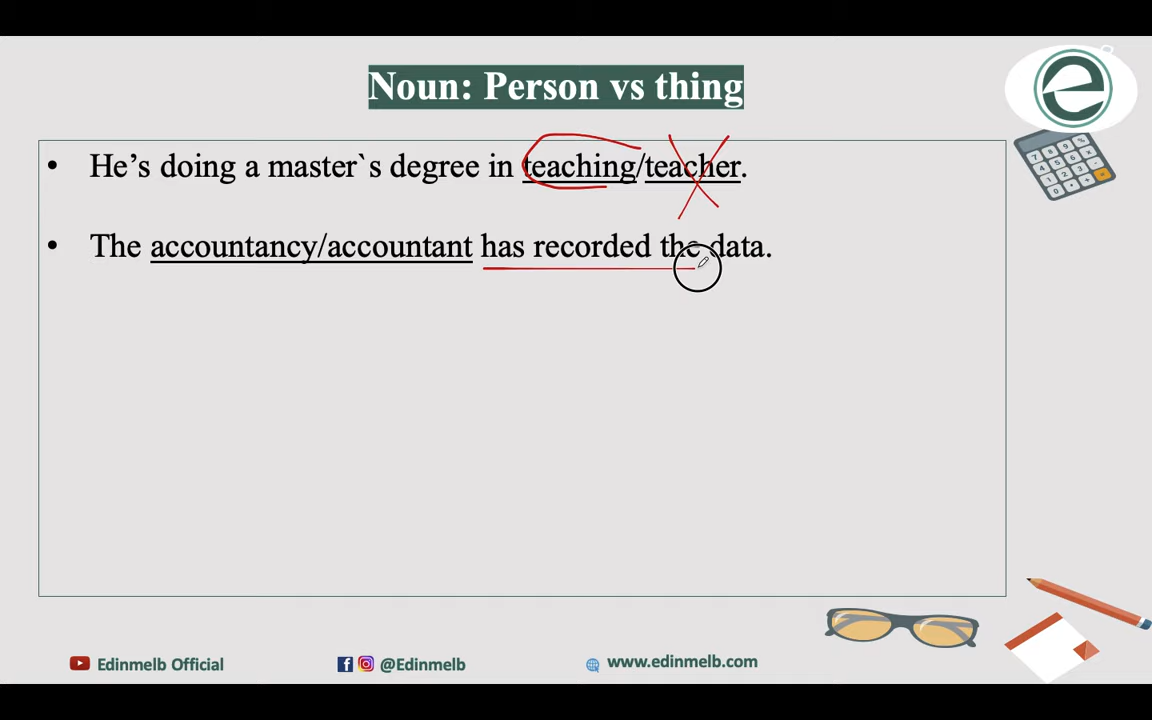 Noun: Person vs thing
• He’s doing a master`s degree in teaching/teacher.
• The accountancy/accountant has recorded the data.
e
Edinmelb Official
@Edinmelb
www.edinmelb.com